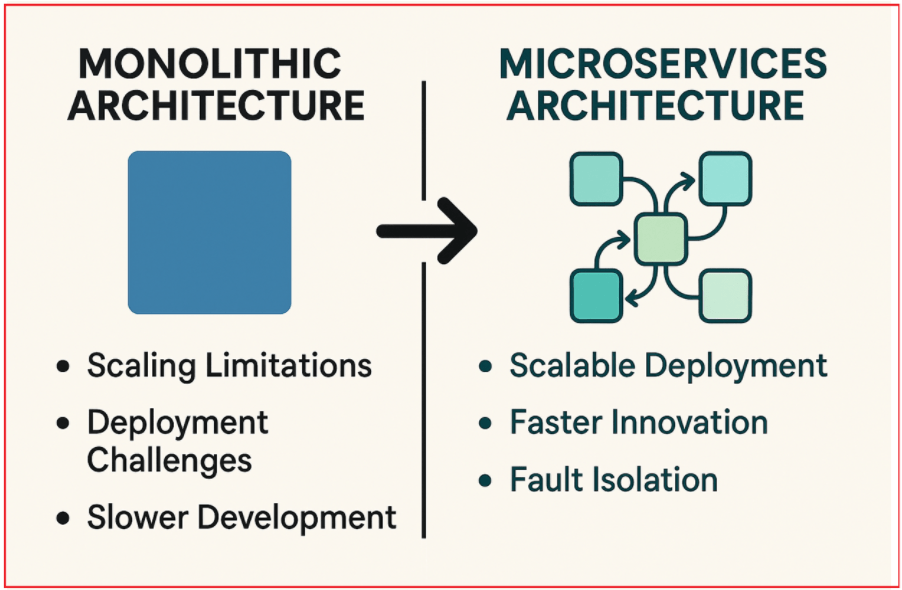 MONOLITHIC
ARCHITECTURE
• Scaling Limitations
• Deployment
Challenges
• Slower Development
MICROSERVICES
ARCHITECTURE
• Scalable Deployment
• Faster Innovation
• Fault Isolation